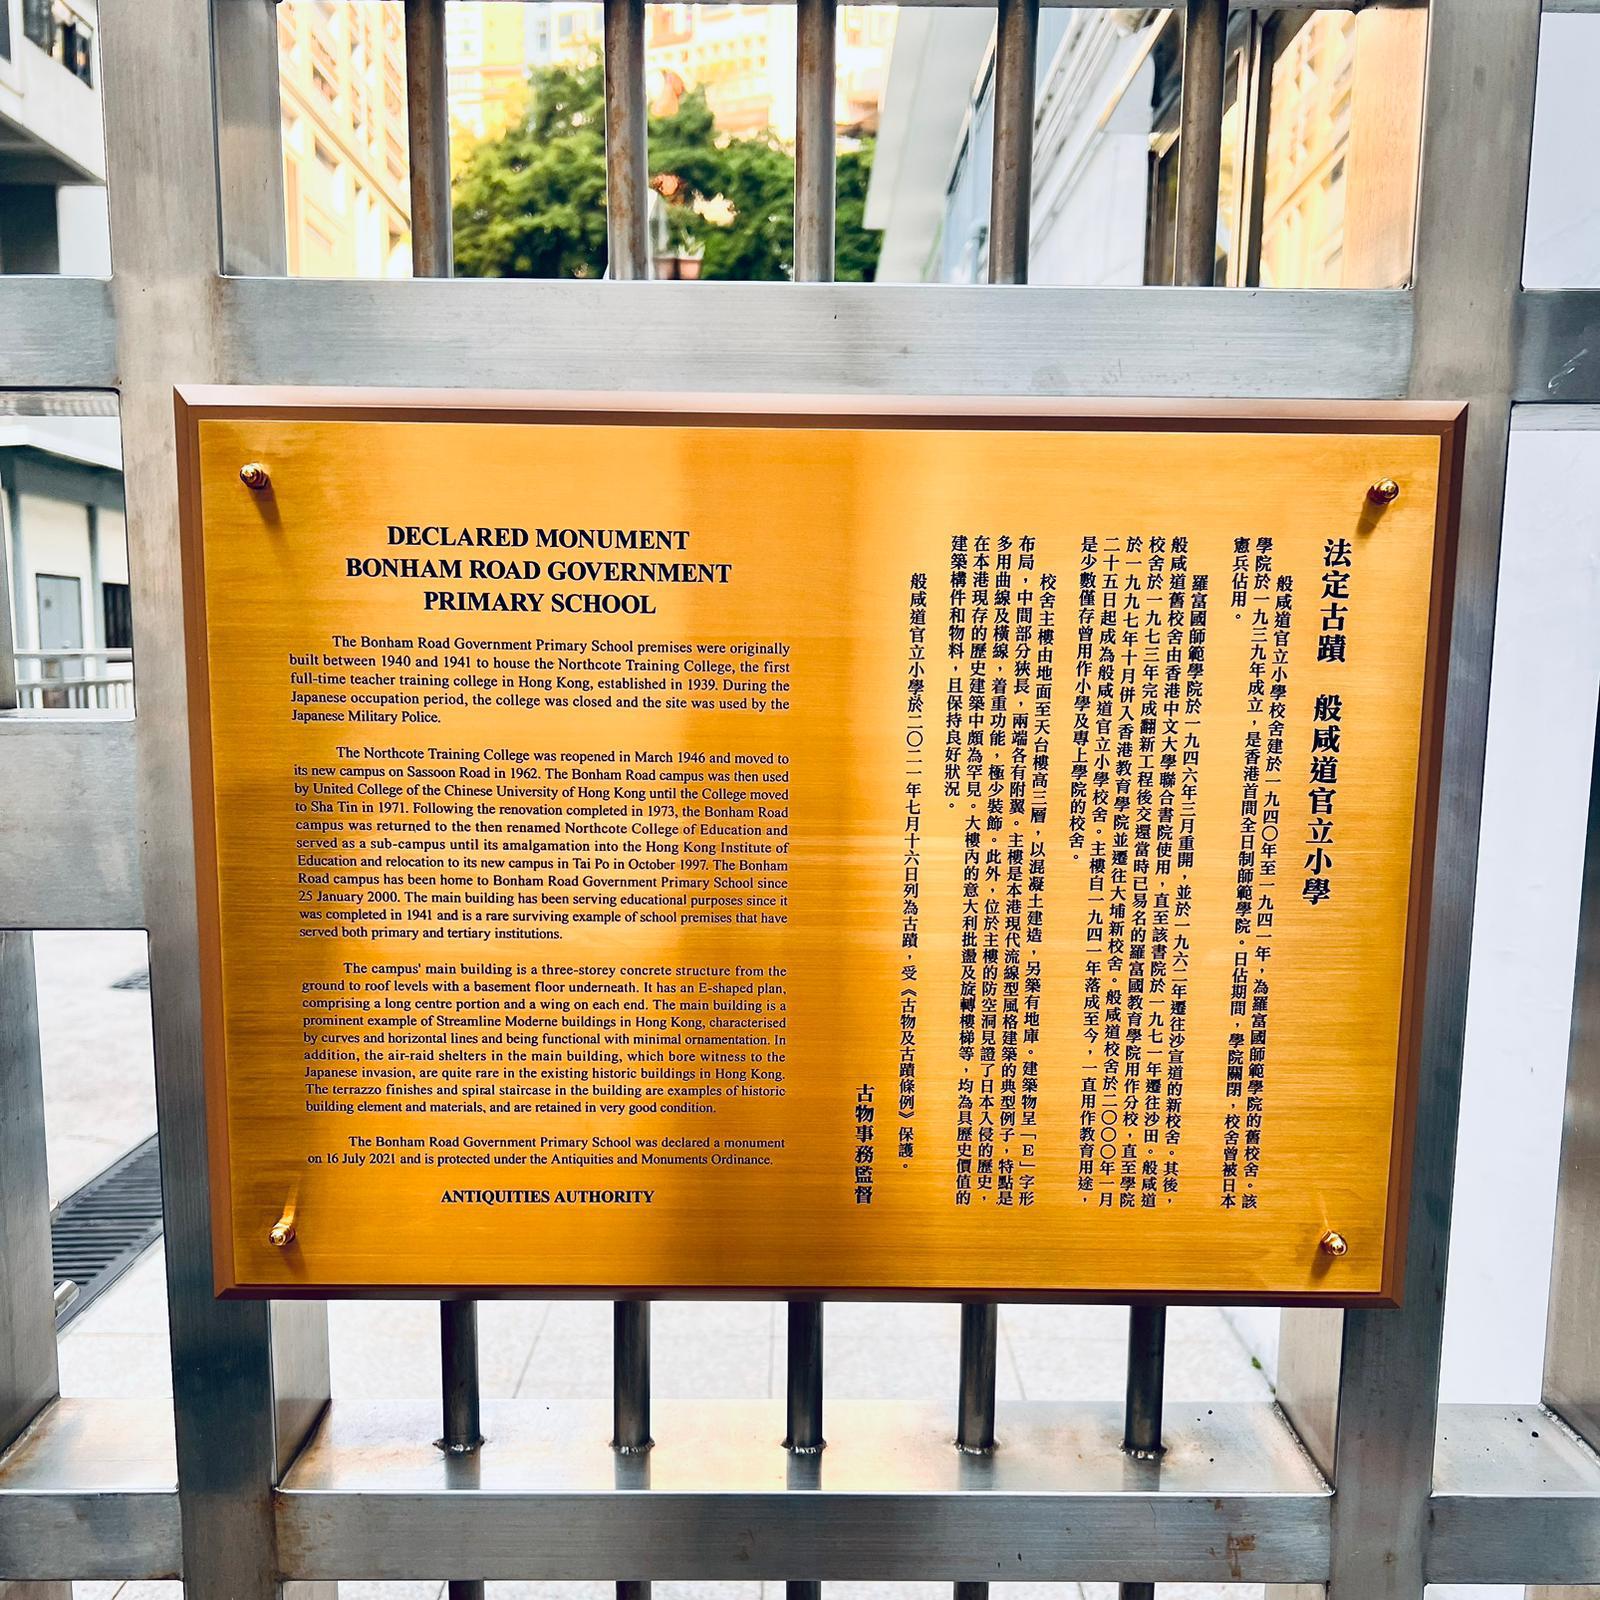 DECLARED MONUMENT
BONHAM ROAD GOVERNMENT
PRIMARY SCHOOL
The Bonham Road Government Primary School premises were originally
built between 1940 and 1941 to house the Northcote Training College, the first
full-time teacher training college in Hong Kong, established in 1939. During the
Japanese occupation period, the college was closed and the site was used by the
Japanese Military Police.
The Northcote Training College was reopened in March 1946 and moved to
its new campus on Sassoon Road in 1962. The Bonham Road campus was then used
by United College of the Chinese University of Hong Kong until the College moved
to Sha Tin in 1971. Following the renovation completed in 1973, the Bonham Road
campus was returned to the then renamed Northcote College of Education and
served as a sub-campus until its amalgamation into the Hong Kong Institute of
Education and relocation to its new campus in Tai Po in October 1997. The Bonham
Road campus has been home to Bonham Road Government Primary School since
25 January 2000. The main building has been serving educational purposes since it
was completed in 1941 and is a rare surviving example of school premises that have
served both primary and tertiary institutions.
The campus' main building is a three-storey concrete structure from the
ground to roof levels with a basement floor underneath. It has an E-shaped plan,
comprising a long centre portion and a wing on each end. The main building is a
prominent example of Streamline Moderne buildings in Hong Kong, characterised
by curves and horizontal lines and being functional with minimal ornamentation. In
addition, the air-raid shelters in the main building, which bore witness to the
Japanese invasion, are quite rare in the existing historic buildings in Hong Kong.
The terrazzo finishes and spiral staircase in the building are examples of historic
building element and materials, and are retained in very good condition.
The Bonham Road Government Primary School was declared a monument
on 16 July 2021 and is protected under the Antiquities and Monuments Ordinance.
ANTIQUITIES AUTHORITY
法定古蹟 般咸道官立小學
般咸道官立小學校舍建於一九四〇年至一九四一年，為羅富國師範學院的舊校舍。該
學院於一九三九年成立，是香港首間全日制師範學院。日佔期間，學院關閉，校舍曾被日本
憲兵佔用。
羅富國師範學院於一九四六年三月重開，並於一九六二年遷往沙宣道的新校舍。其後，
般咸道舊校舍由香港中文大學聯合書院使用，直至該書院於一九七一年遷往沙田。般咸道
校舍於一九七三年完成翻新工程後交還當時已易名的羅富國教育學院用作分校，直至學院
於一九九七年十月併入香港教育學院並遷往大埔新校舍。般咸道校舍於二〇〇〇年一月
二十五日起成為般咸道官立小學校舍。主樓自一九四一年落成至今，一直用作教育用途，
是少數僅存曾用作小學及專上學院的校舍。
校舍主樓由地面至天台樓高三層，以混凝土建造，另築有地庫。建築物呈「E」字形
布局，中間部分狹長，兩端各有附翼。主樓是本港現代流線型風格建築的典型例子，特點是
多用曲線及橫線，着重功能，極少裝飾。此外，位於主樓的防空洞見證了日本入侵的歷史，
在本港現存的歷史建築中頗為罕見。大樓內的意大利批盪及旋轉樓梯等，均為具歷史價值的
建築構件和物料，且保持良好狀況。
般咸道官立小學於二〇二一年七月十六日列為古蹟，受《古物及古蹟條例》保護。
古物事務監督